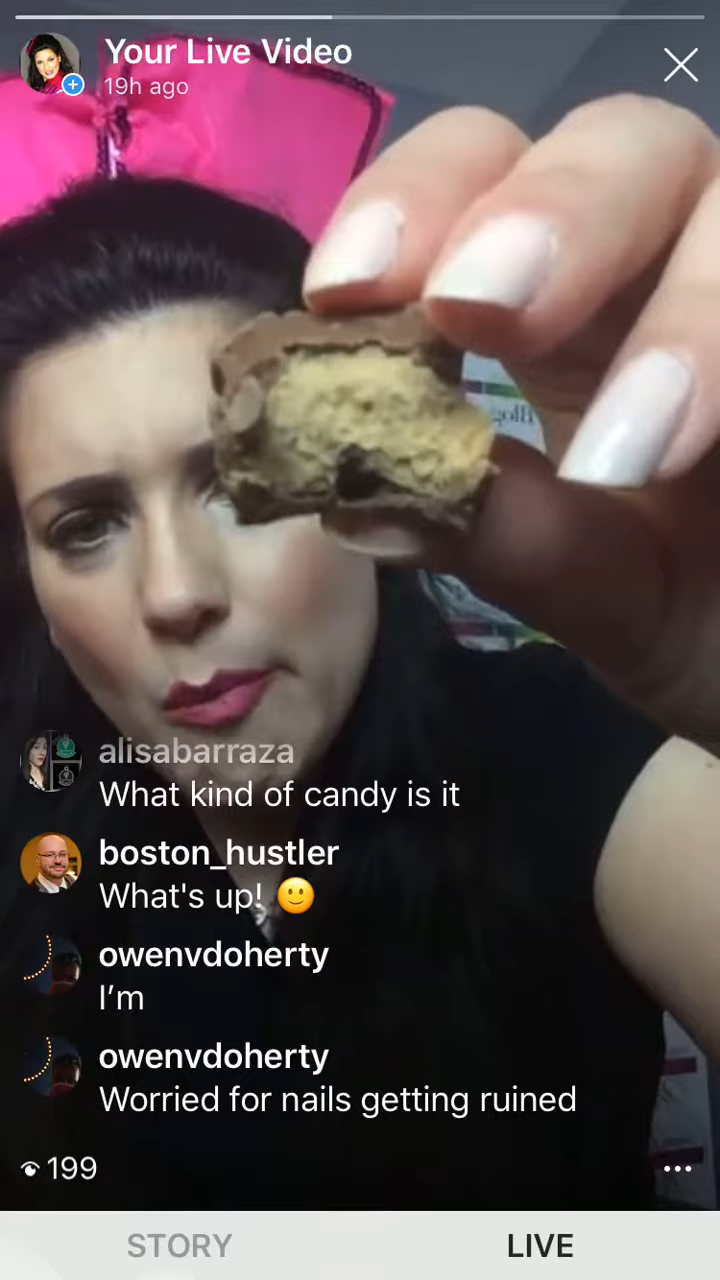 Your Live Video
19h ago
Blog
alisabarraza
What kind of candy is it
boston_hustler
What's up! 🙂
owenvdoherty
I’m
owenvdoherty
Worried for nails getting ruined
199
STORY
LIVE